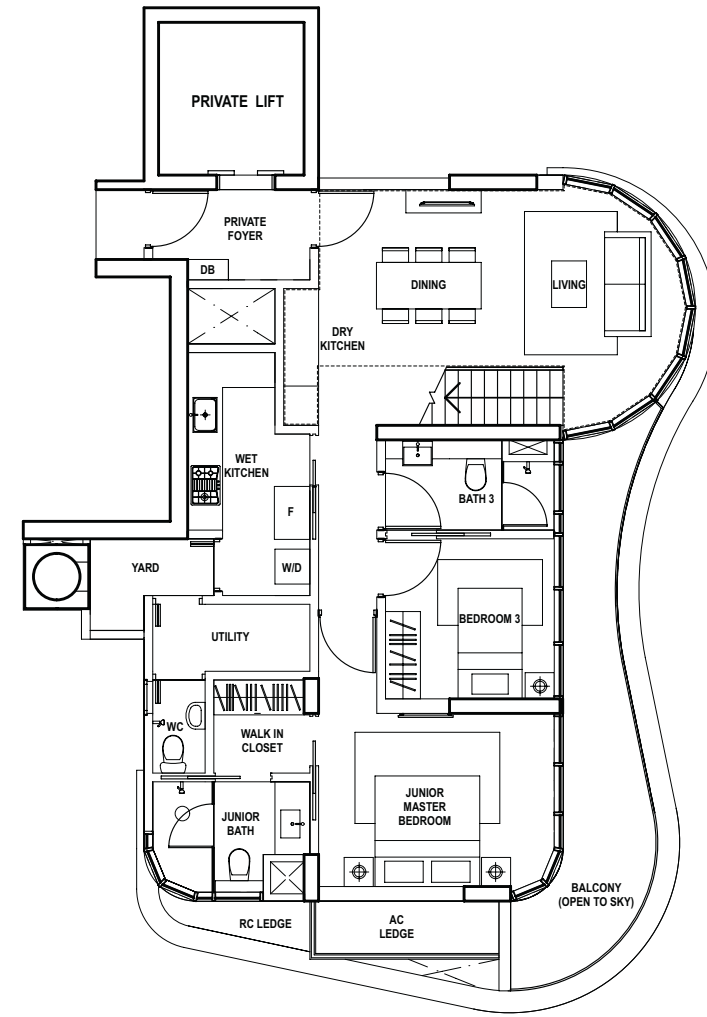 PRIVATE LIFT
PRIVATE
FOYER
DB
DINING
LIVING
DRY
KITCHEN
WET
KITCHEN
BATH 3
F
W/D
YARD
BEDROOM 3
UTILITY
WC
WALK IN
CLOSET
JUNIOR
MASTER
BEDROOM
JUNIOR
BATH
BALCONY
(OPEN TO SKY)
RC LEDGE
AC
LEDGE